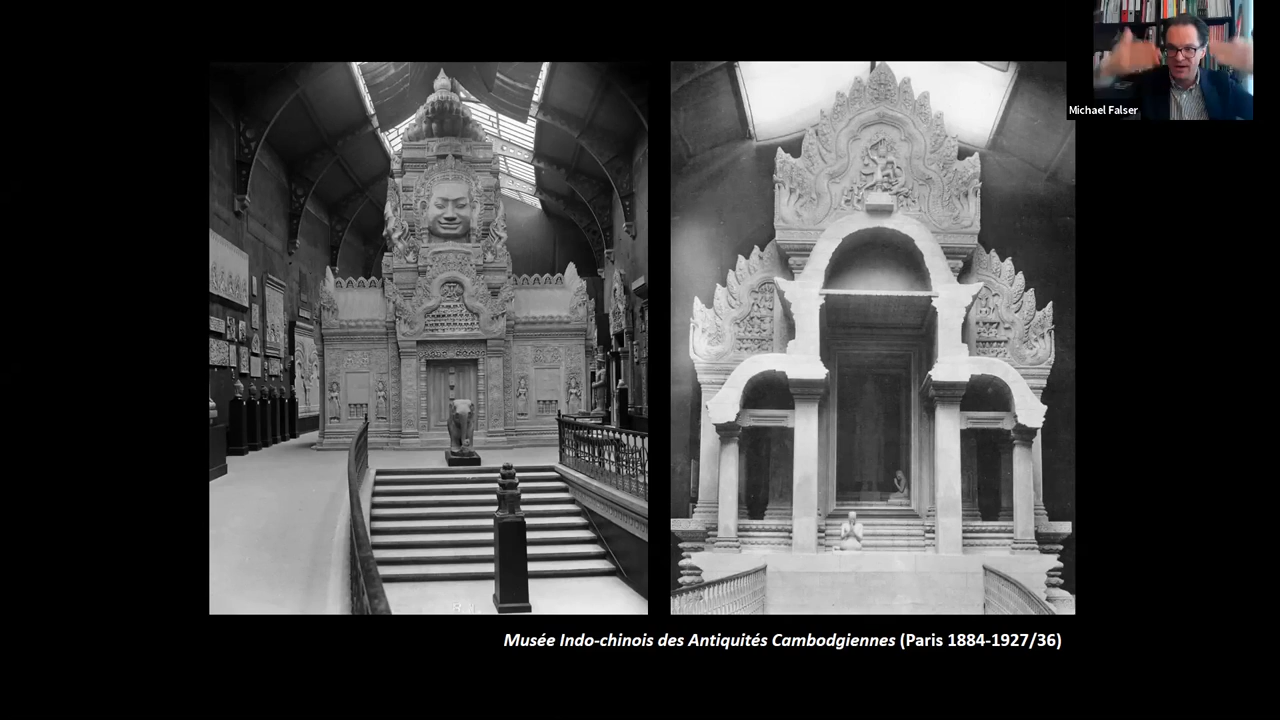 Michael Falser
Musée Indo-chinois des Antiquités Cambodgiennes (Paris 1884-1927/36)